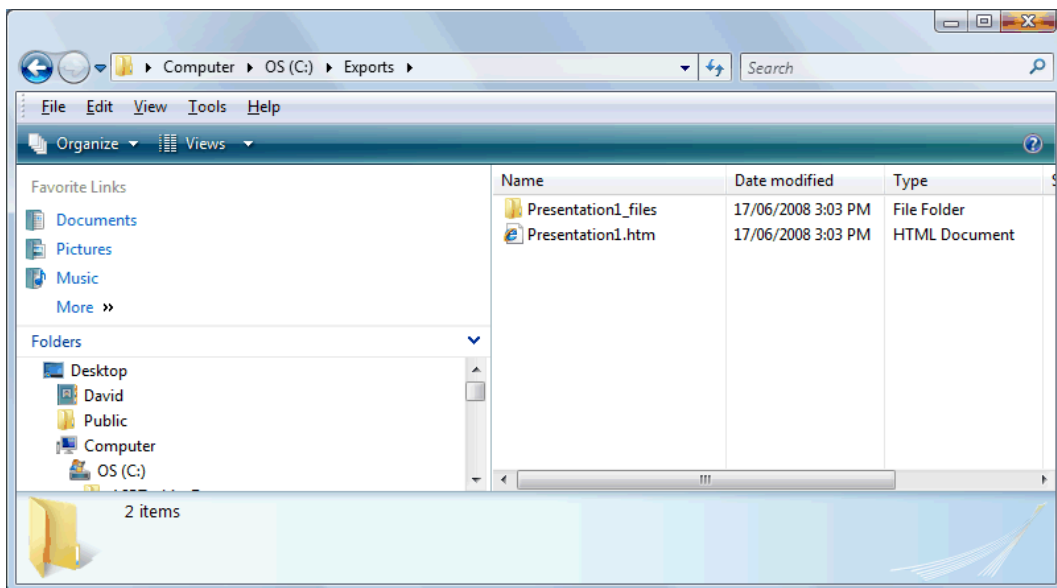 Computer OS (C:) Exports Search
File Edit View Tools Help
Organize Views
Favorite Links
Documents
Pictures
Music
More
Folders
Desktop
David
Public
Computer
OS (C:)
Name Date modified Type
Presentation1_files 17/06/2008 3:03 PM File Folder
Presentation1.htm 17/06/2008 3:03 PM HTML Document
2 items